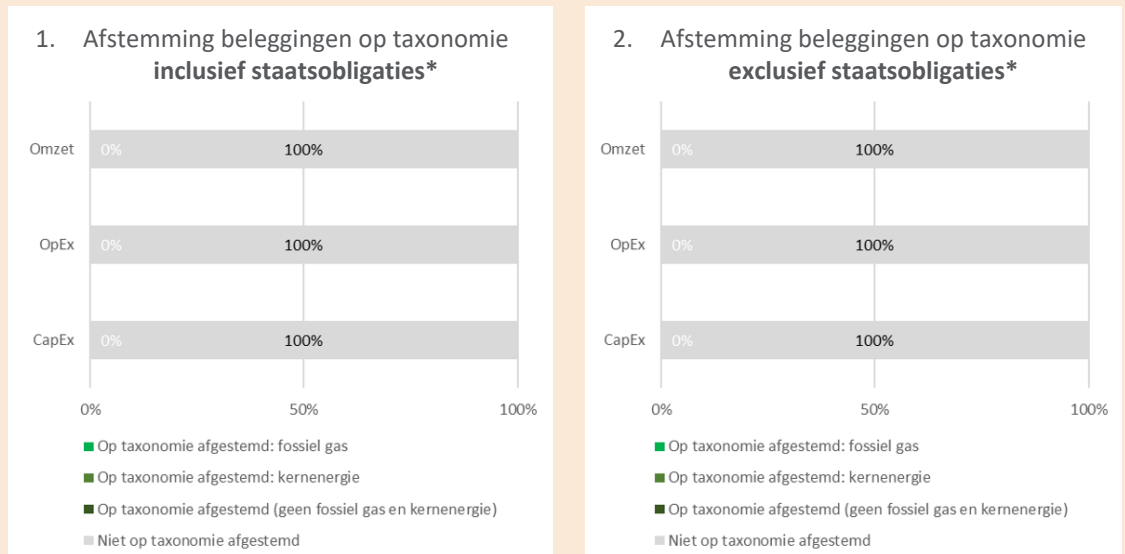 1. Afstemming beleggingen op taxonomie
inclusief staatsobligaties*
Omzet 0% 100%
OpEx 0% 100%
CapEx 0% 100%
0% 50% 100%
Op taxonomie afgestemd: fossiel gas
Op taxonomie afgestemd: kernenergie
Op taxonomie afgestemd (geen fossiel gas en kernenergie)
Niet op taxonomie afgestemd
2. Afstemming beleggingen op taxonomie
exclusief staatsobligaties*
Omzet 0% 100%
OpEx 0% 100%
CapEx 0% 100%
0% 50% 100%
Op taxonomie afgestemd: fossiel gas
Op taxonomie afgestemd: kernenergie
Op taxonomie afgestemd (geen fossiel gas en kernenergie)
Niet op taxonomie afgestemd